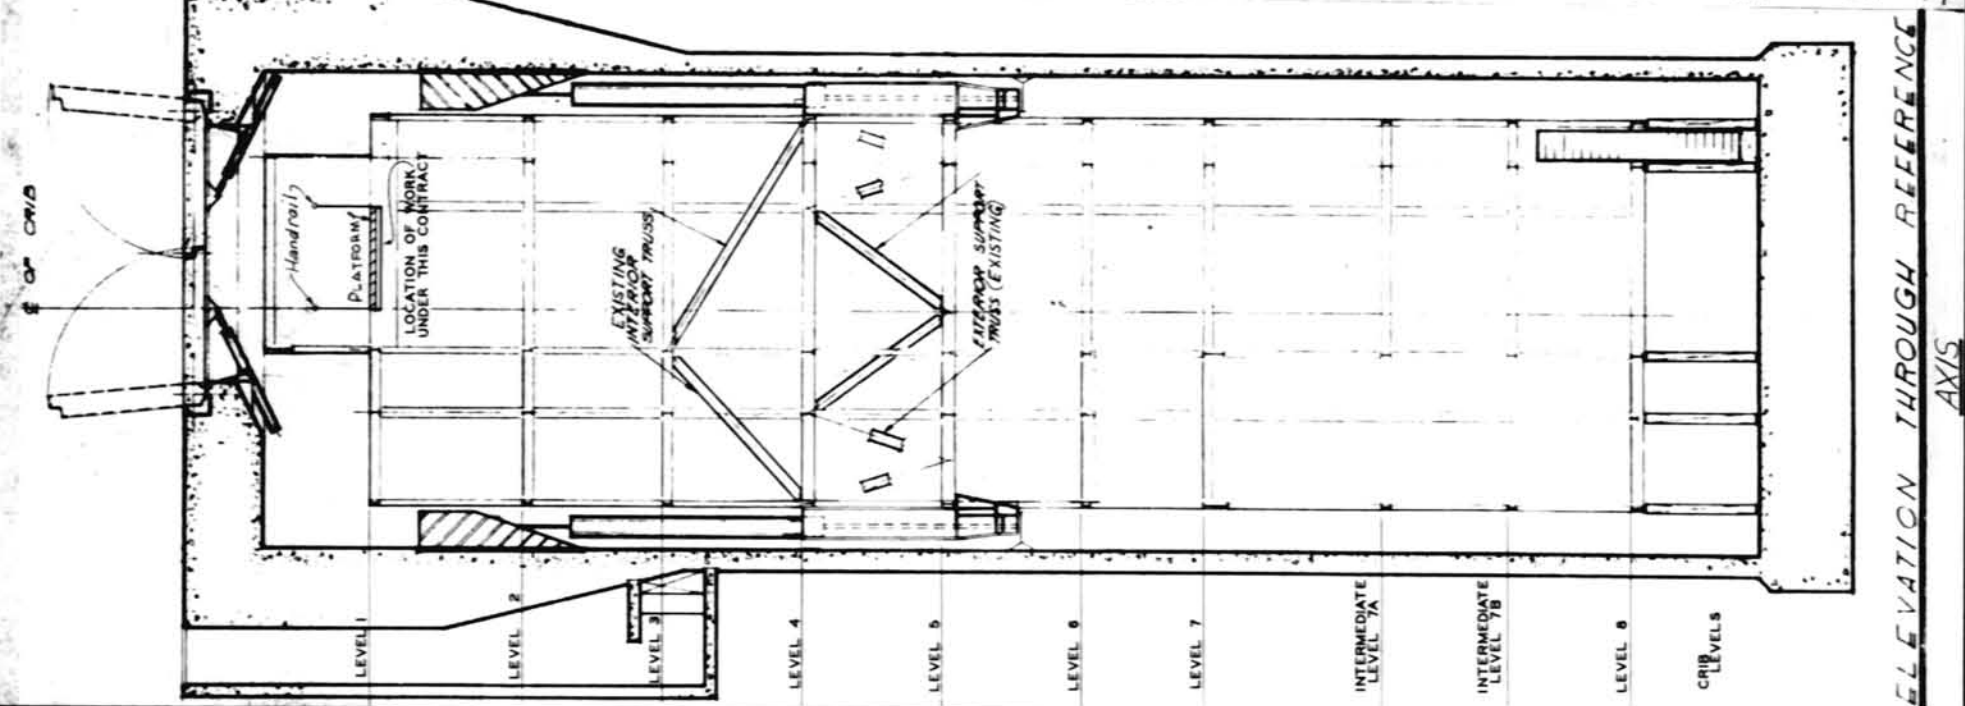 ℄ OF CRIB
Handrail
PLATFORM
LOCATION OF WORK
UNDER THIS CONTRACT
EXISTING
INTERIOR
SUPPORT TRUSS
EXTERIOR SUPPORT
TRUSS (EXISTING)
LEVEL 1
LEVEL 2
LEVEL 3
LEVEL 4
LEVEL 5
LEVEL 6
LEVEL 7
INTERMEDIATE
LEVEL 7A
INTERMEDIATE
LEVEL 7B
LEVEL 8
CRIB
LEVELS
ELEVATION THROUGH REFERENCE
AXIS